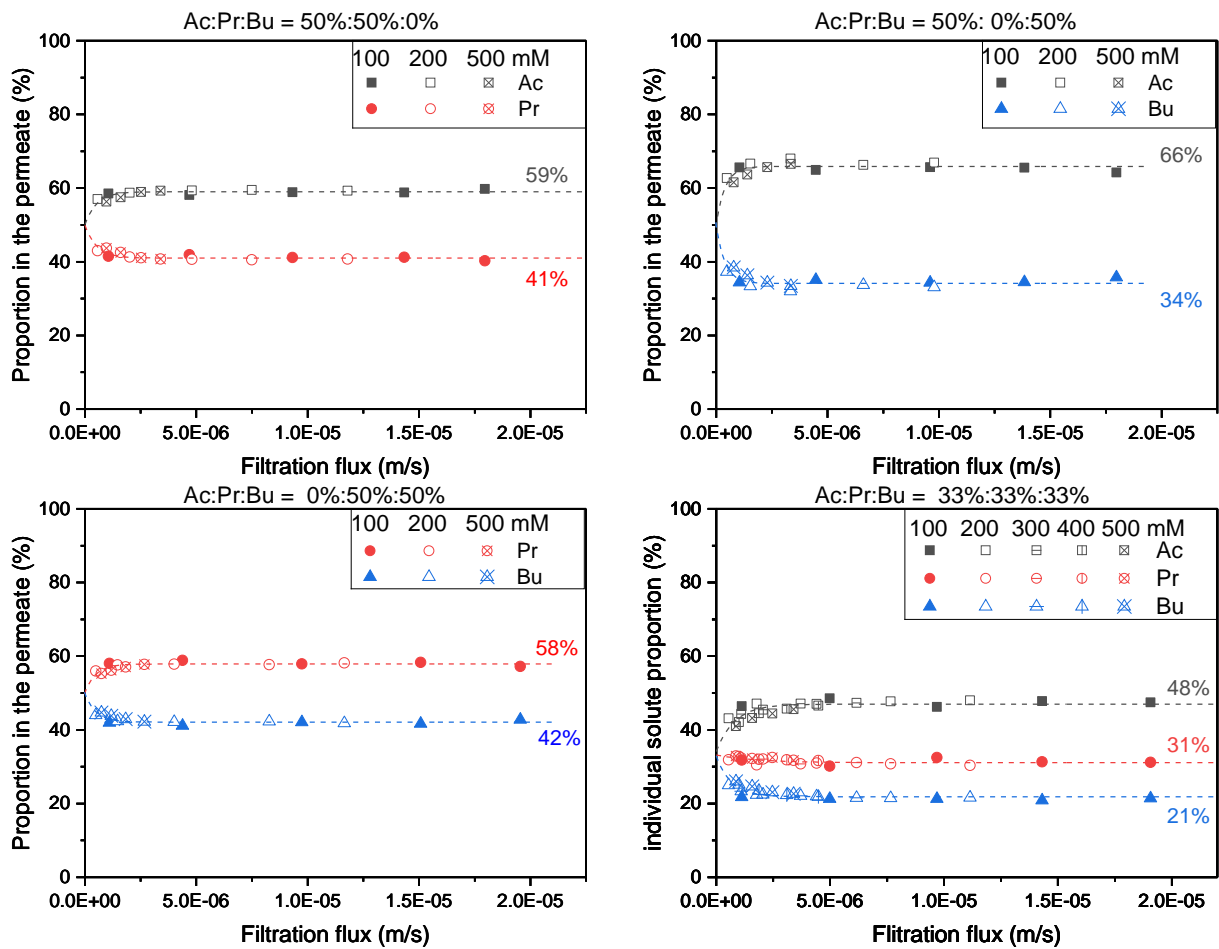 Ac:Pr:Bu = 50%:50%:0%
100 200 500 mM
Ac
Pr
59%
41%
Proportion in the permeate (%)
100
80
60
40
20
0
0.0E+00 5.0E-06 1.0E-05 1.5E-05 2.0E-05
Filtration flux (m/s)
Ac:Pr:Bu = 50%: 0%:50%
100 200 500 mM
Ac
Bu
66%
34%
Proportion in the permeate (%)
100
80
60
40
20
0
0.0E+00 5.0E-06 1.0E-05 1.5E-05 2.0E-05
Filtration flux (m/s)
Ac:Pr:Bu = 0%:50%:50%
100 200 500 mM
Pr
Bu
58%
42%
Proportion in the permeate (%)
100
80
60
40
20
0
0.0E+00 5.0E-06 1.0E-05 1.5E-05 2.0E-05
Filtration flux (m/s)
Ac:Pr:Bu = 33%:33%:33%
100 200 300 400 500 mM
Ac
Pr
Bu
48%
31%
21%
individual solute proportion (%)
100
80
60
40
20
0
0.0E+00 5.0E-06 1.0E-05 1.5E-05 2.0E-05
Flitration flux (m/s)